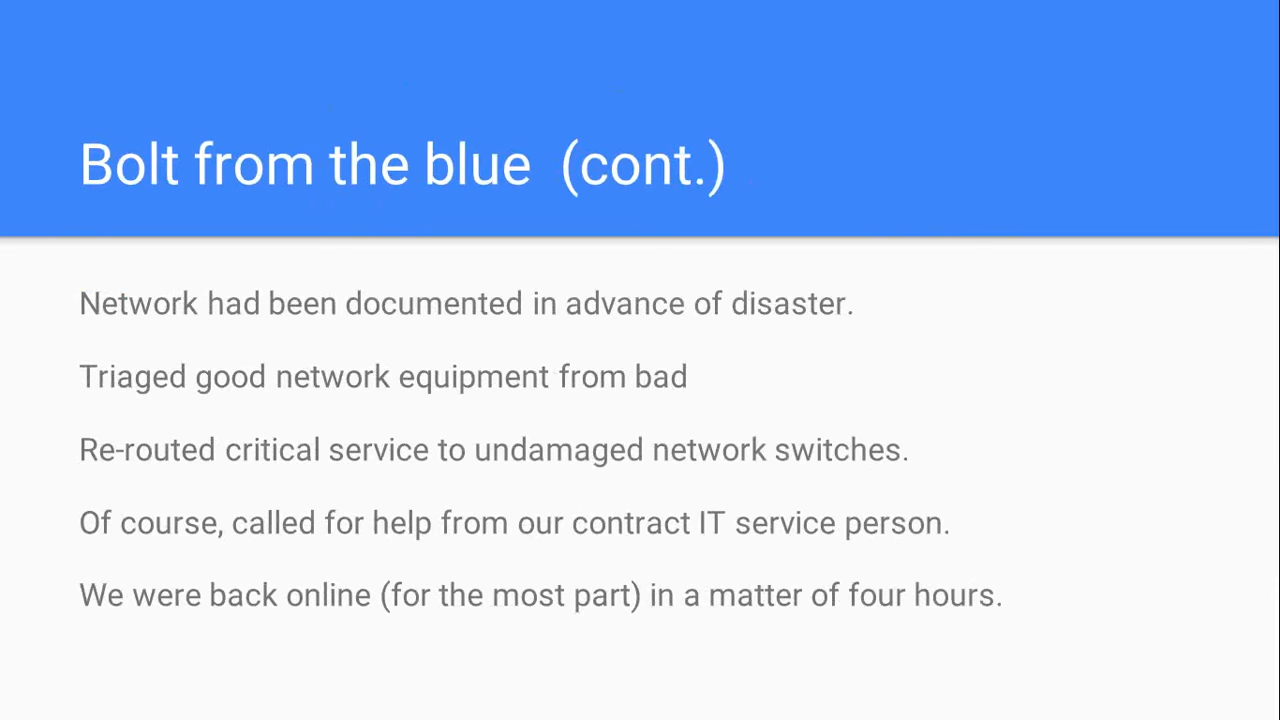 Bolt from the blue  (cont.)
Network had been documented in advance of disaster.
Triaged good network equipment from bad
Re-routed critical service to undamaged network switches.
Of course, called for help from our contract IT service person.
We were back online (for the most part) in a matter of four hours.